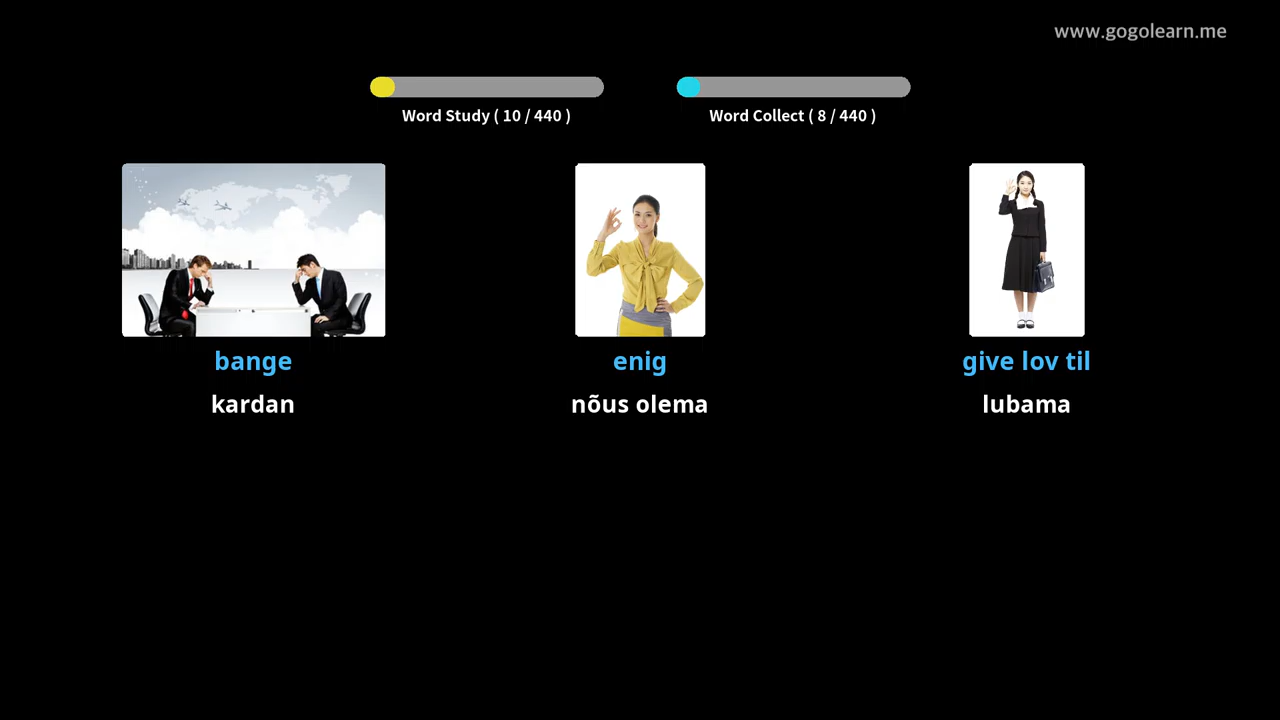 www.gogolearn.me
Word Study ( 10 / 440 )
Word Collect ( 8 / 440 )
bange
kardan
enig
nõus olema
give lov til
lubama